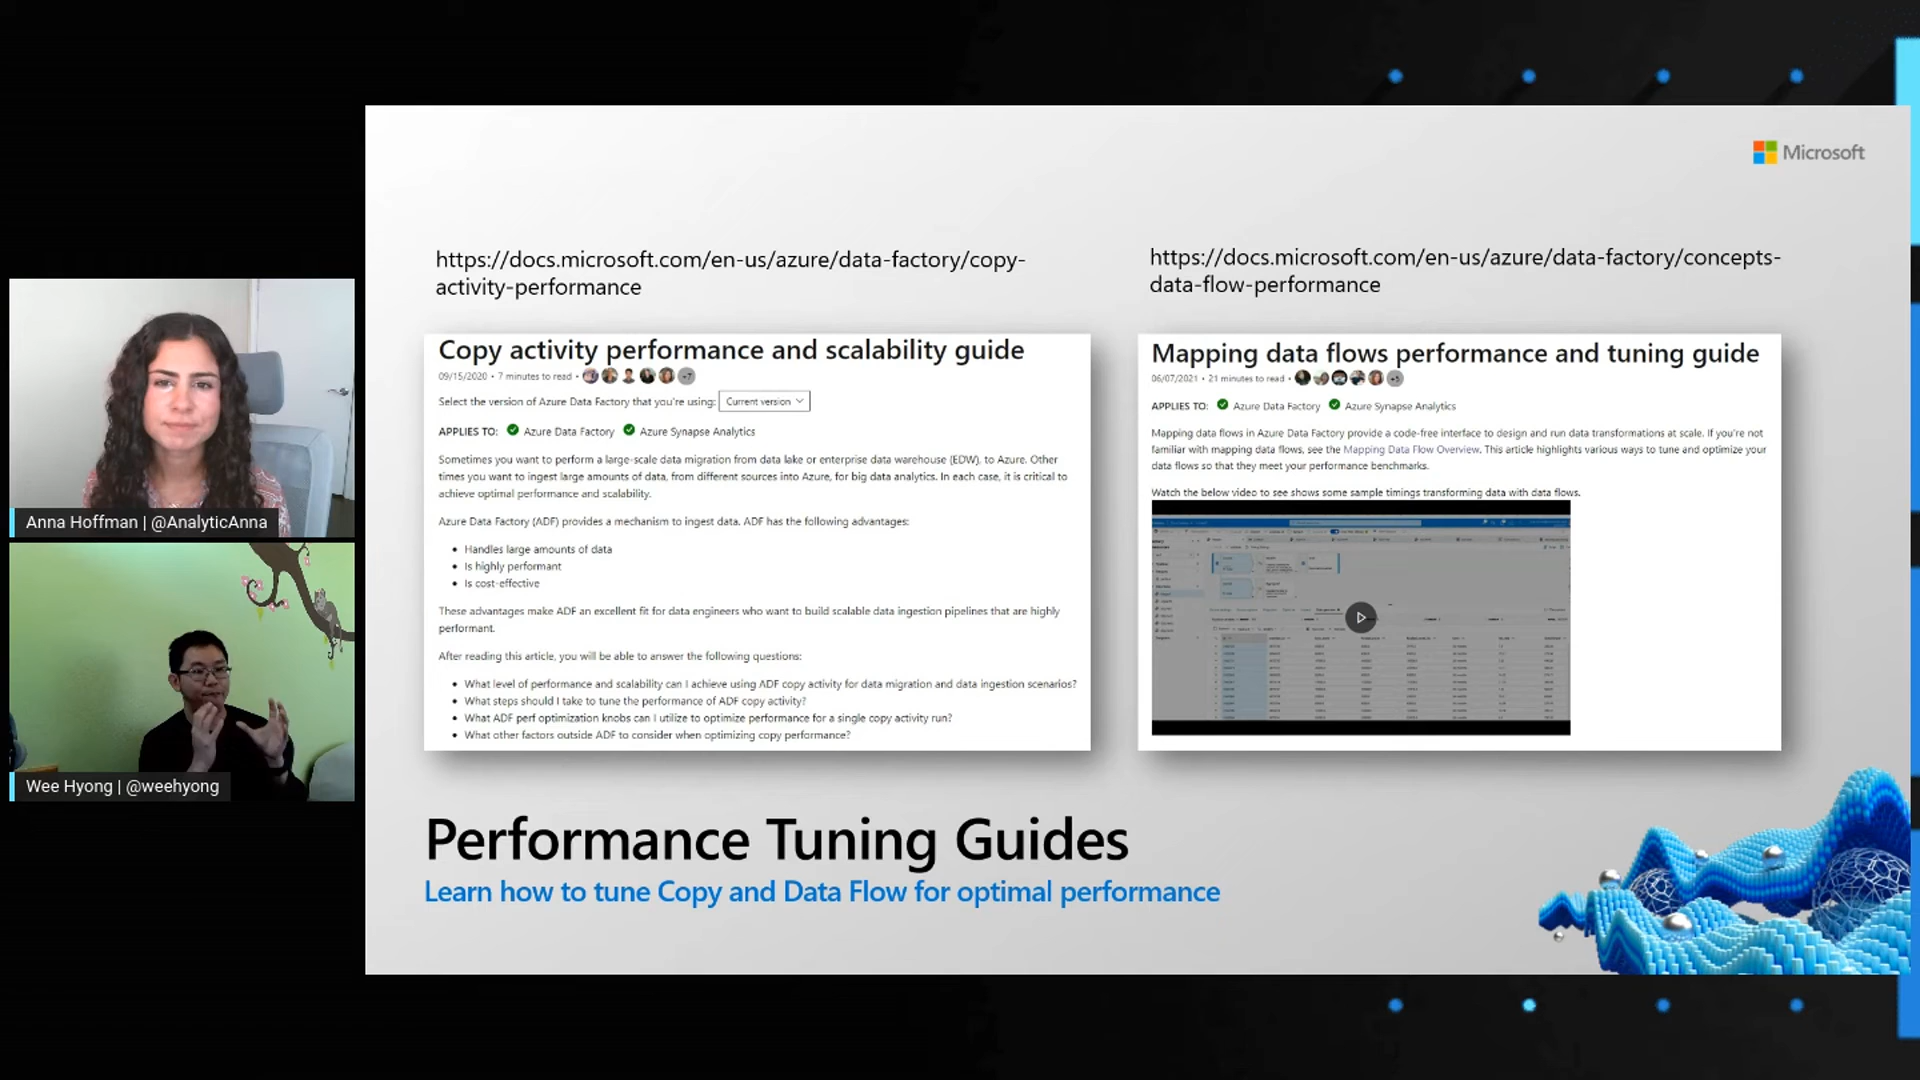 Microsoft
https://docs.microsoft.com/en-us/azure/data-factory/copy-
activity-performance
https://docs.microsoft.com/en-us/azure/data-factory/concepts-
data-flow-performance
Copy activity performance and scalability guide
09/15/2020 • 7 minutes to read • +7
Select the version of Azure Data Factory that you're using: Current version
APPLIES TO: Azure Data Factory Azure Synapse Analytics
Sometimes you want to perform a large-scale data migration from data lake or enterprise data warehouse (EDW), to Azure. Other
times you want to ingest large amounts of data, from different sources into Azure, for big data analytics. In each case, it is critical to
achieve optimal performance and scalability.
Azure Data Factory (ADF) provides a mechanism to ingest data. ADF has the following advantages:
• Handles large amounts of data
• Is highly performant
• Is cost-effective
These advantages make ADF an excellent fit for data engineers who want to build scalable data ingestion pipelines that are highly
performant.
After reading this article, you will be able to answer the following questions:
• What level of performance and scalability can I achieve using ADF copy activity for data migration and data ingestion scenarios?
• What steps should I take to tune the performance of ADF copy activity?
• What ADF perf optimization knobs can I utilize to optimize performance for a single copy activity run?
• What other factors outside ADF to consider when optimizing copy performance?
Mapping data flows performance and tuning guide
06/07/2021 • 21 minutes to read • +5
APPLIES TO: Azure Data Factory Azure Synapse Analytics
Mapping data flows in Azure Data Factory provide a code-free interface to design and run data transformations at scale. If you're not
familiar with mapping data flows, see the Mapping Data Flow Overview. This article highlights various ways to tune and optimize your
data flows so that they meet your performance benchmarks.
Watch the below video to see shows some sample timings transforming data with data flows.
Performance Tuning Guides
Learn how to tune Copy and Data Flow for optimal performance
Anna Hoffman | @AnalyticAnna
Wee Hyong | @weehyong